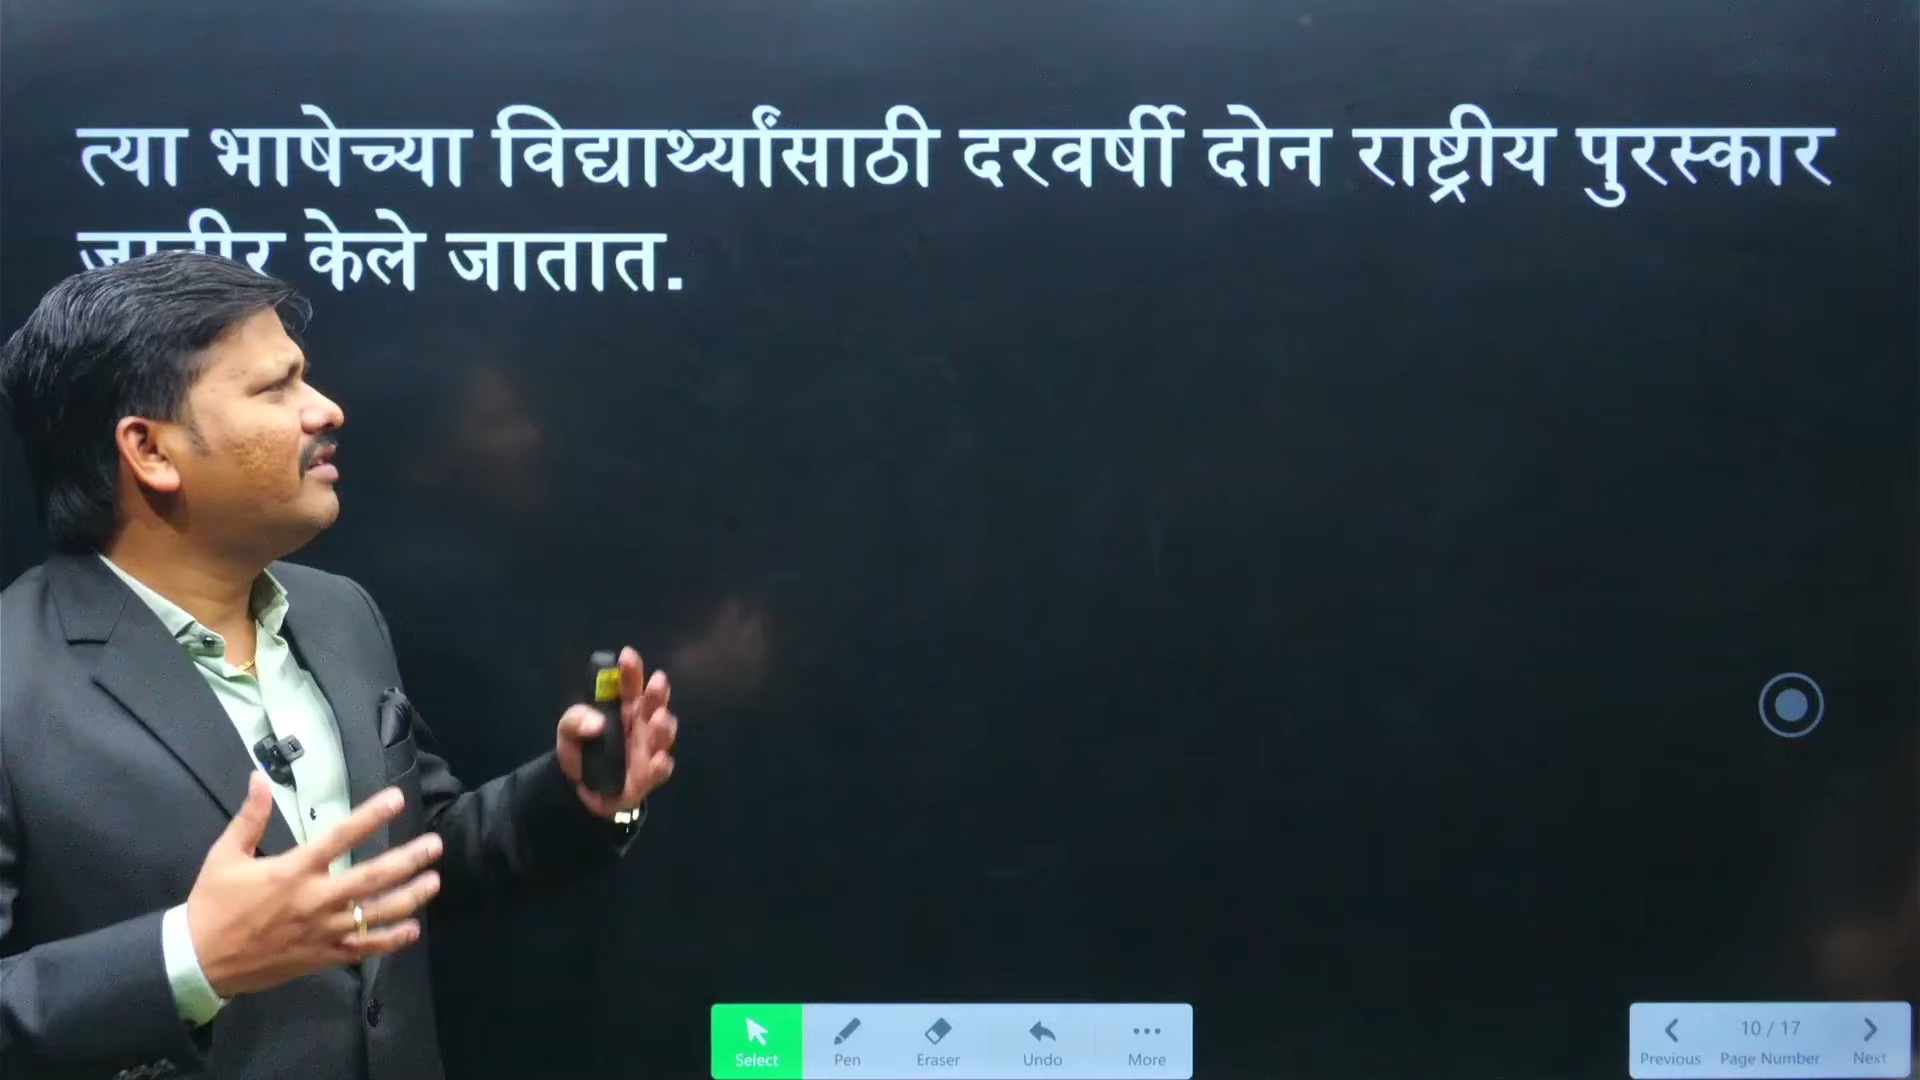 त्या भाषेच्या विद्यार्थ्यांसाठी दरवर्षी दोन राष्ट्रीय पुरस्कार
जाहीर केले जातात.
Select Pen Eraser Undo More
10 / 17
Previous Page Number Next